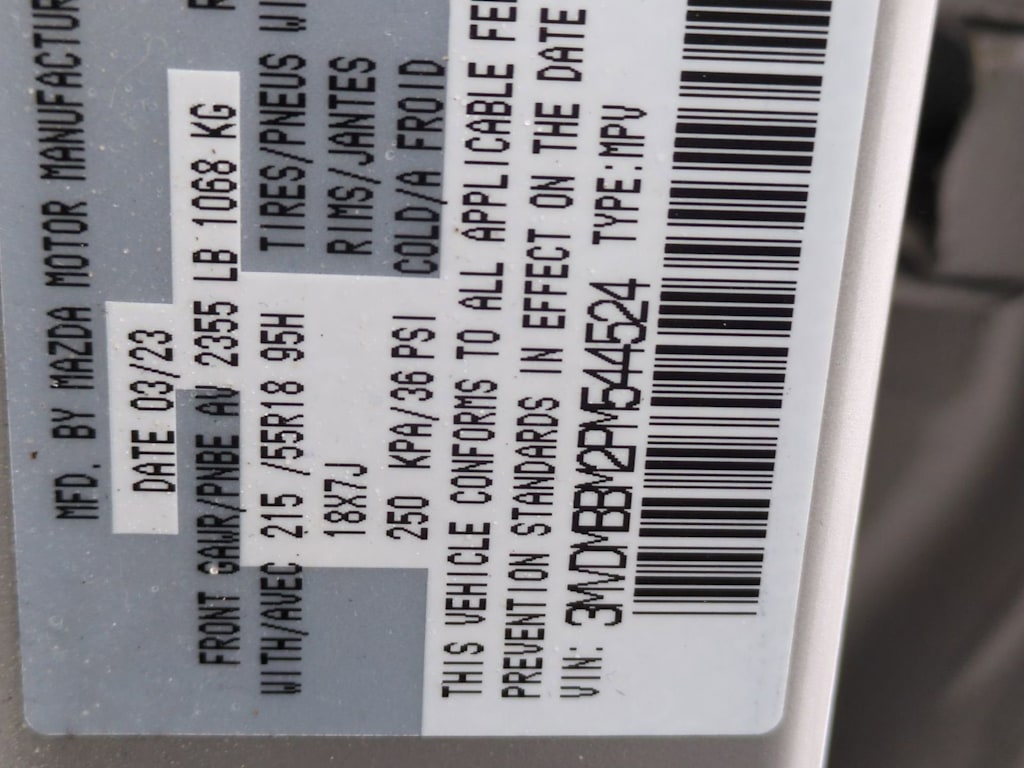 MFD. BY MAZDA MOTOR MANUFACTUR
DATE 03/23
FRONT GAWR/PNBE AV 2355 LB 1068 KG R
WITH/AVEC 215 /55R18 95H TIRES/PNEUS WI
18X7J RIMS/JANTES
250 KPA/36 PSI COLD/A FROID
THIS VEHICLE CONFORMS TO ALL APPLICABLE FE
PREVENTION STANDARDS IN EFFECT ON THE DATE
VIN: 3MVDMBBM2PM544524 TYPE:MPV